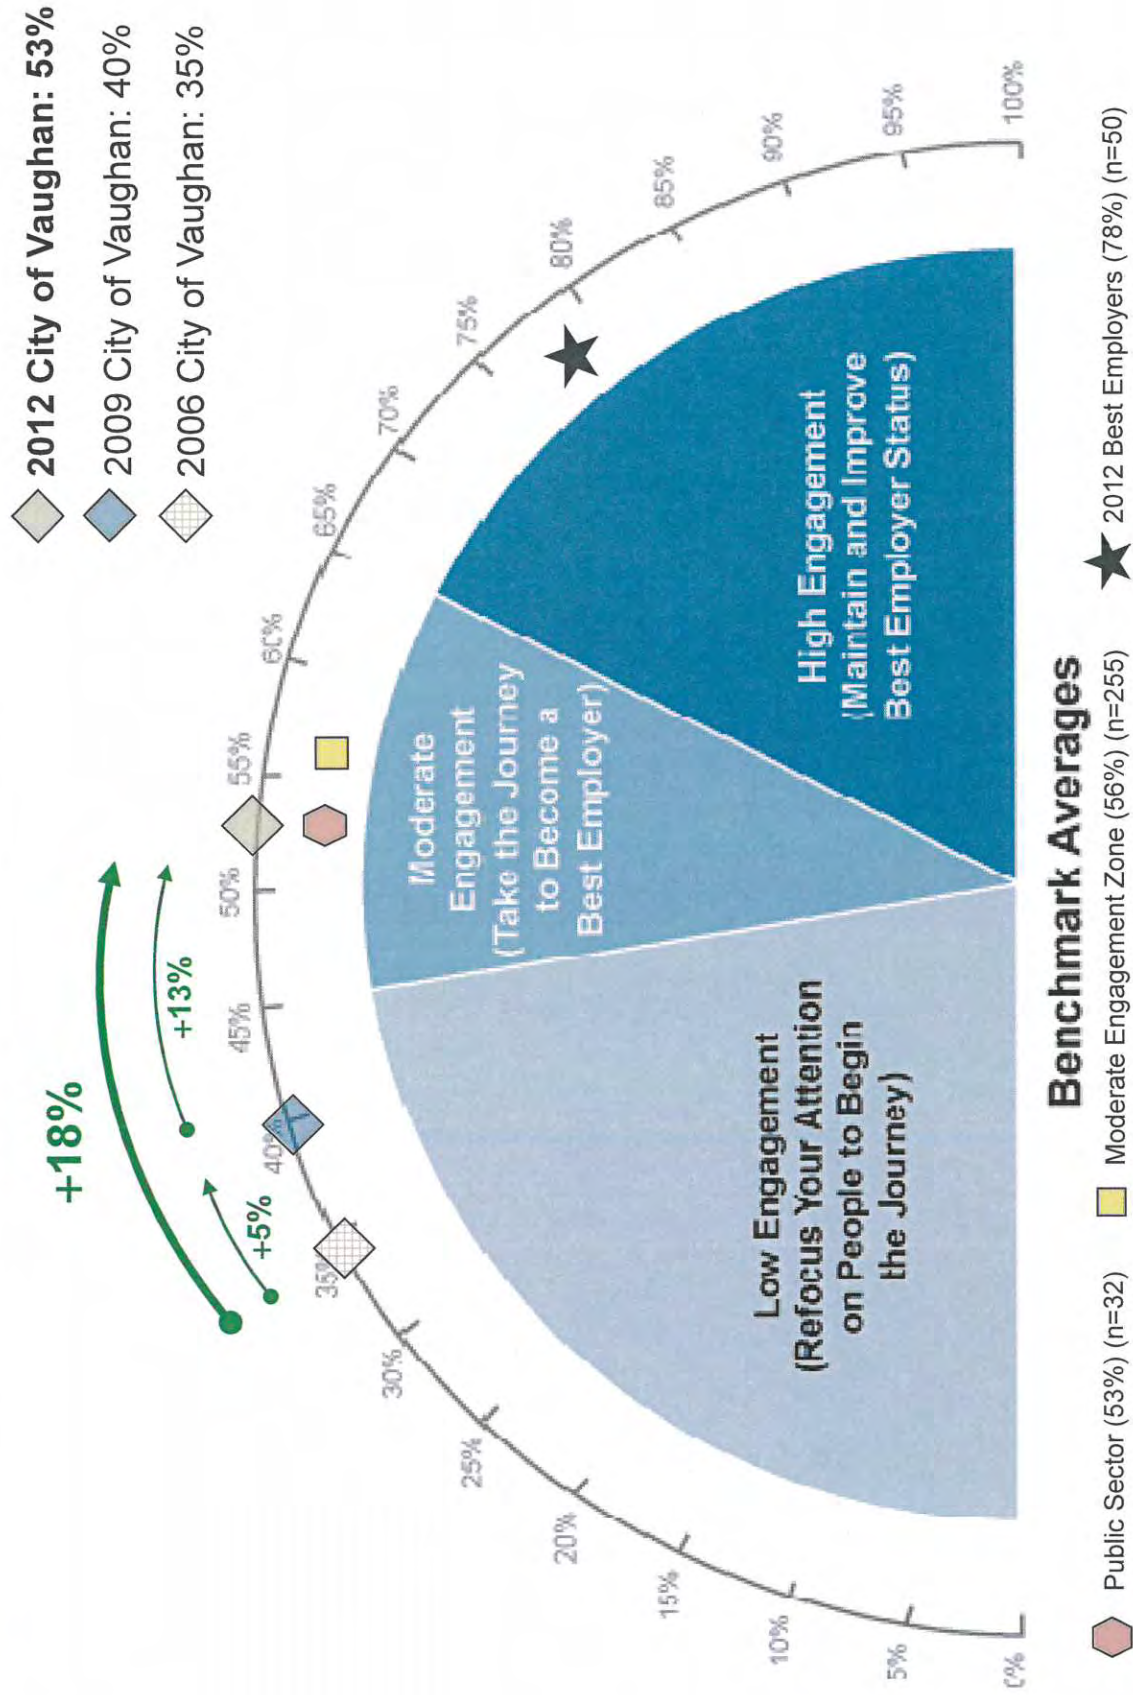 2012 City of Vaughan: 53%
2009 City of Vaughan: 40%
2006 City of Vaughan: 35%
+18%
+5%
+13%
0%
5%
10%
15%
20%
25%
30%
35%
40%
45%
50%
55%
60%
65%
70%
75%
80%
85%
90%
95%
100%
Low Engagement
(Refocus Your Attention
on People to Begin
the Journey)
Moderate
Engagement
(Take the Journey
to Become a
Best Employer)
High Engagement
(Maintain and Improve
Best Employer Status)
Benchmark Averages
Public Sector (53%) (n=32)
Moderate Engagement Zone (56%) (n=255)
2012 Best Employers (78%) (n=50)